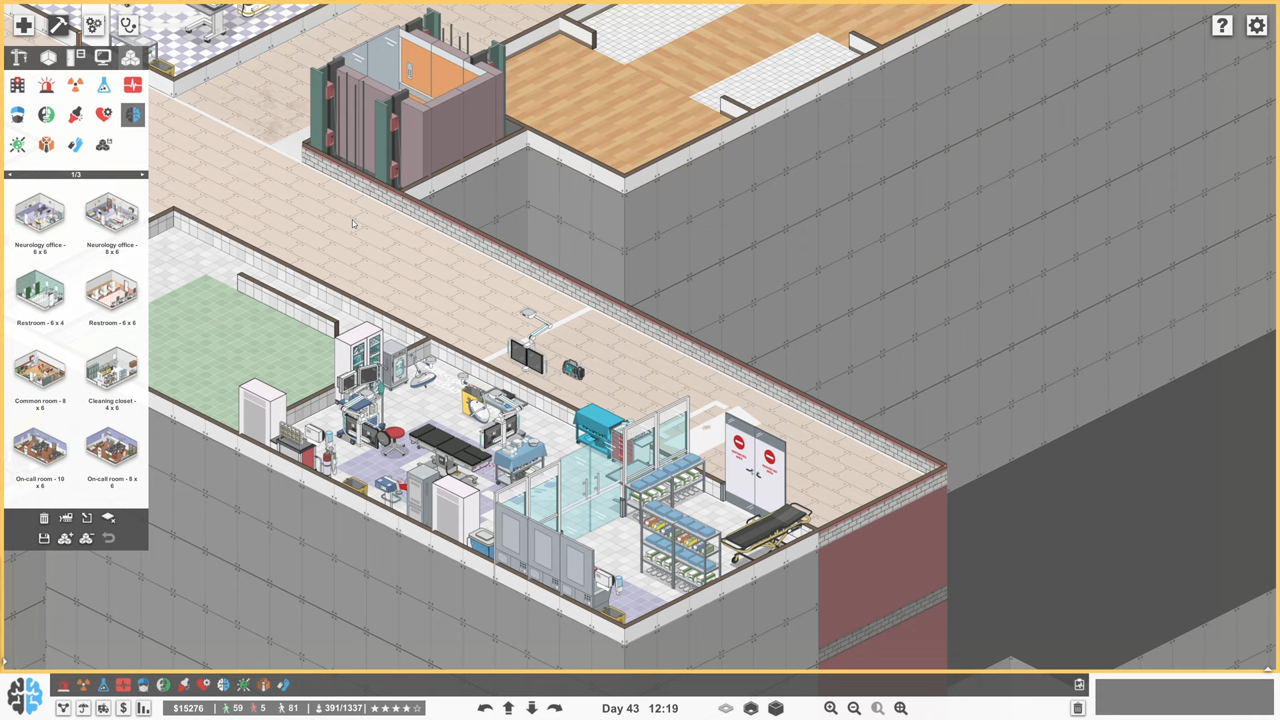 ?
1/3
Neurology office - 6 x 6
Neurology office - 8 x 6
Restroom - 6 x 4
Restroom - 6 x 6
Common room - 8 x 6
Cleaning closet - 4 x 6
On-call room - 10 x 6
On-call room - 8 x 6
$
$15276 59 5 81 391/1337
Day 43 12:19